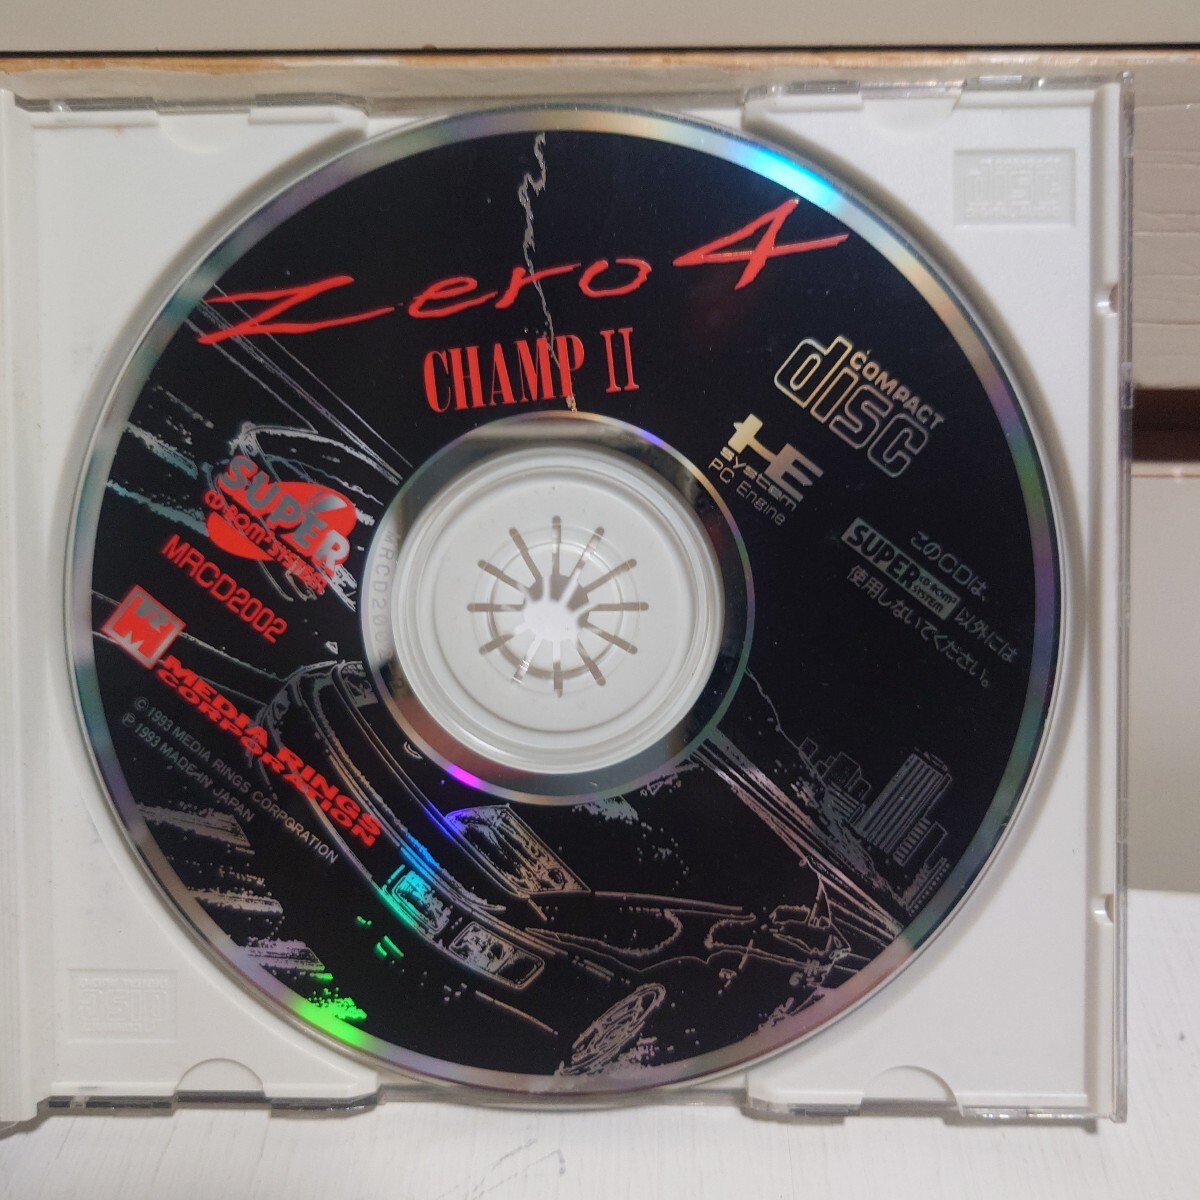 Zero 4
CHAMP II
COMPACT
disc
HE
system
PC Engine
このCDは、
SUPER CD-ROM² SYSTEM 以外には
使用しないでください。
SUPER
CD-ROM² SYSTEM
MRCD2002
MEDIA RINGS
CORPORATION
© 1993 MEDIA RINGS CORPORATION
℗ 1993 MADE IN JAPAN